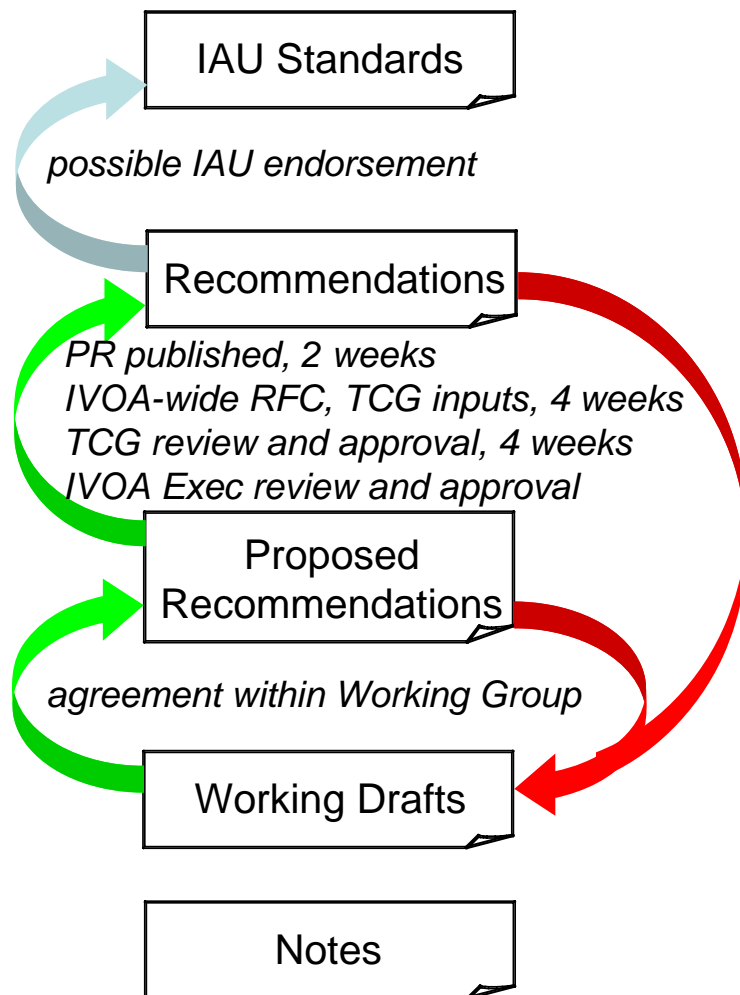 IAU Standards
possible IAU endorsement
Recommendations
PR published, 2 weeks
IVOA-wide RFC, TCG inputs, 4 weeks
TCG review and approval, 4 weeks
IVOA Exec review and approval
Proposed
Recommendations
agreement within Working Group
Working Drafts
Notes